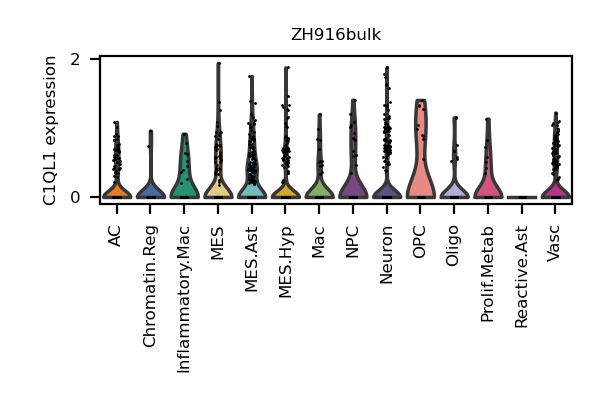 ZH916bulk
C1QL1 expression
2
0
AC
Chromatin.Reg
Inflammatory.Mac
MES
MES.Ast
MES.Hyp
Mac
NPC
Neuron
OPC
Oligo
Prolif.Metab
Reactive.Ast
Vasc